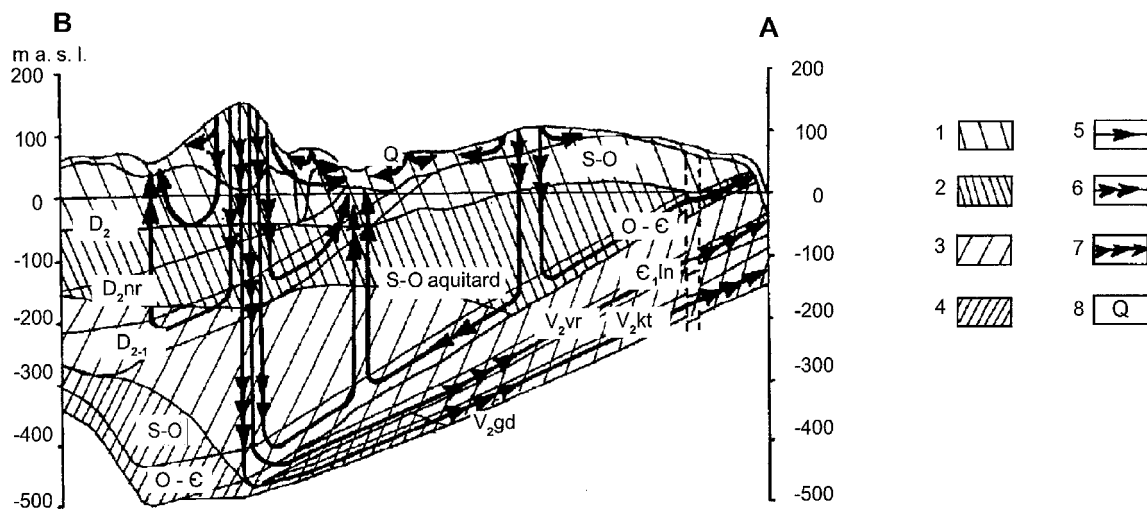 B
A
m a. s. l.
200
100
0
-100
-200
-300
-400
-500
Q
S-O
D₂
O - Є
D₂nr
S-O aquitard
Є₁ln
V₂vr V₂kt
D₂₋₁
V₂gd
S-O
O - Є
200
100
0
-100
-200
-300
-400
-500
1
2
3
4
5
6
7
8 Q